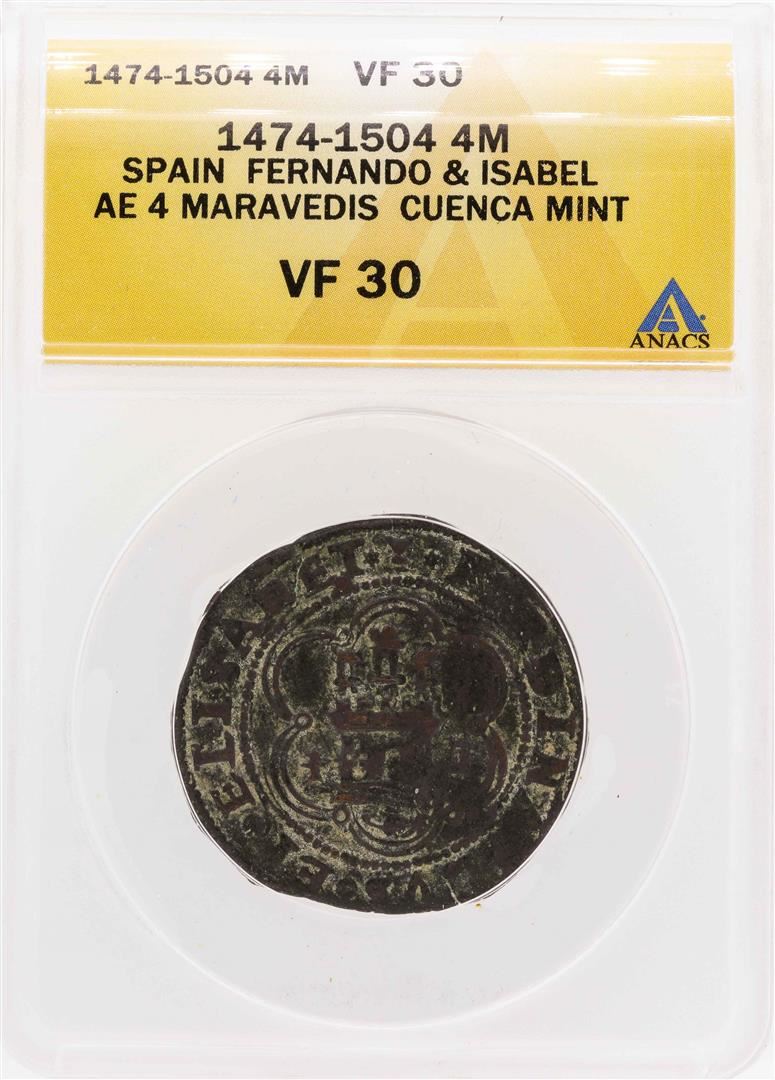 1474-1504 4M VF 30
1474-1504 4M
SPAIN FERNANDO & ISABEL
AE 4 MARAVEDIS CUENCA MINT
VF 30
ANACS